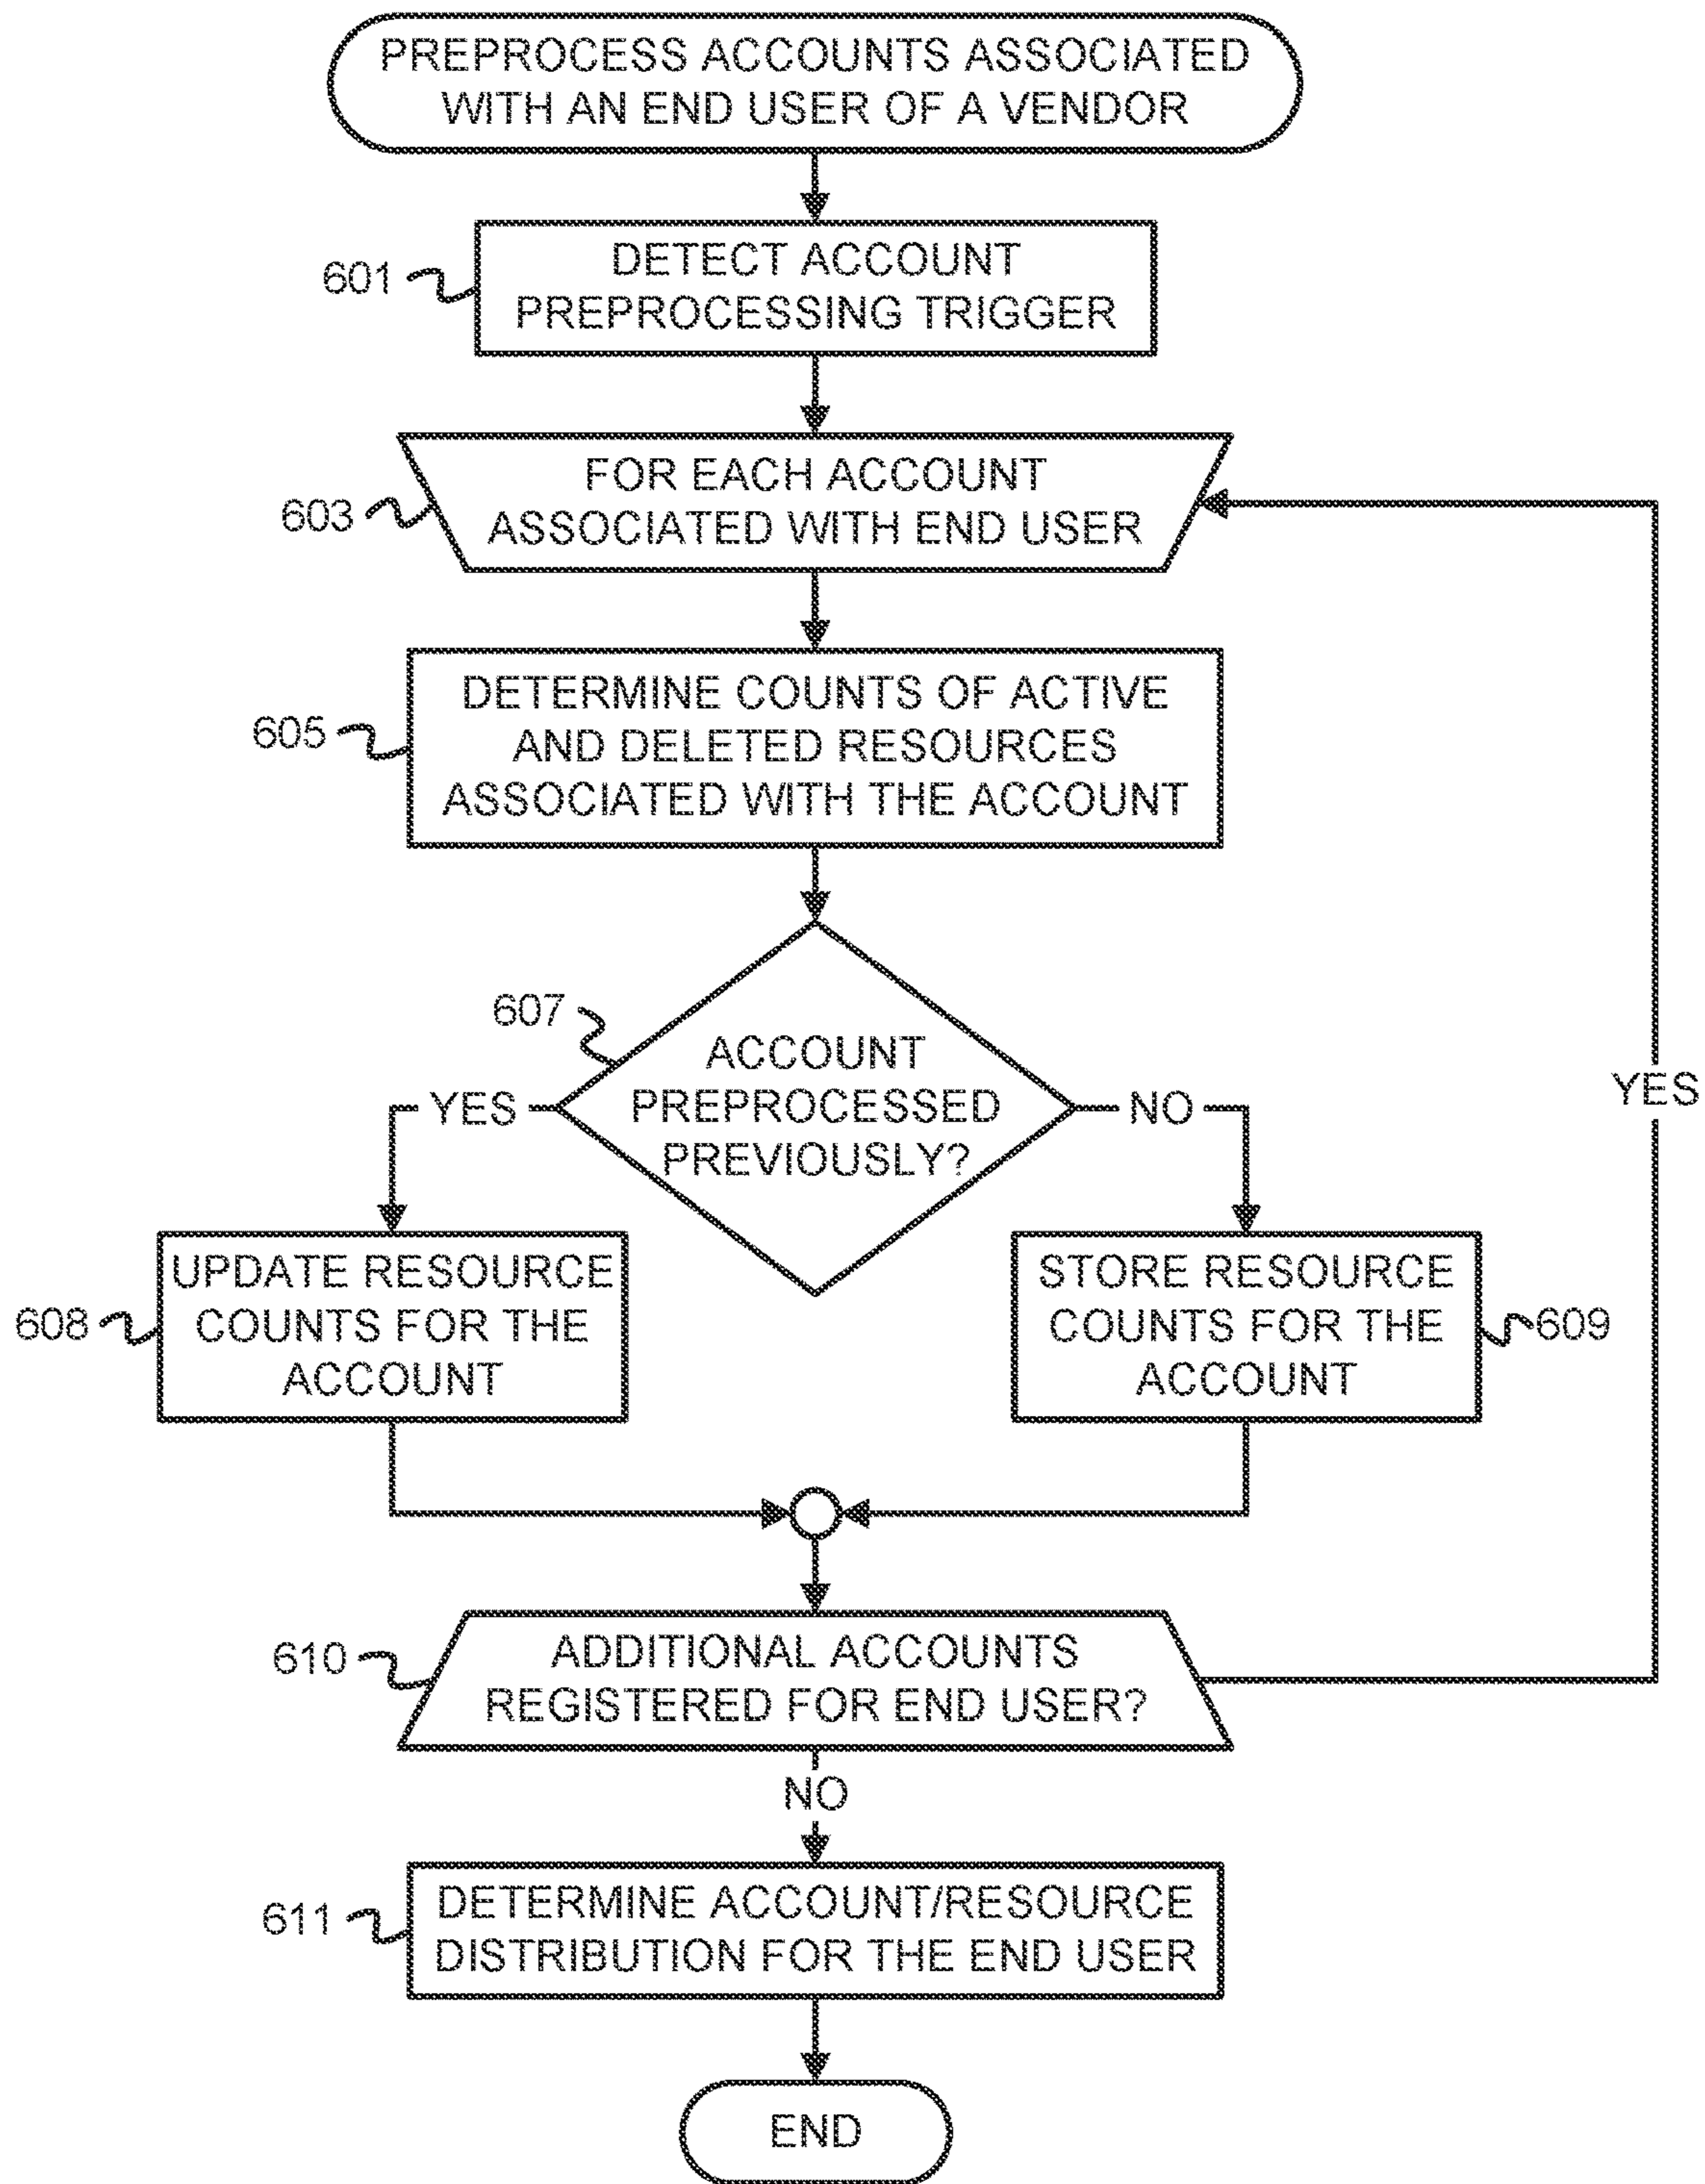 PREPROCESS ACCOUNTS ASSOCIATED
WITH AN END USER OF A VENDOR
601
DETECT ACCOUNT
PREPROCESSING TRIGGER
603
FOR EACH ACCOUNT
ASSOCIATED WITH END USER
605
DETERMINE COUNTS OF ACTIVE
AND DELETED RESOURCES
ASSOCIATED WITH THE ACCOUNT
607
ACCOUNT
PREPROCESSED
PREVIOUSLY?
YES
NO
YES
608
UPDATE RESOURCE
COUNTS FOR THE
ACCOUNT
STORE RESOURCE
COUNTS FOR THE
ACCOUNT
609
610
ADDITIONAL ACCOUNTS
REGISTERED FOR END USER?
NO
611
DETERMINE ACCOUNT/RESOURCE
DISTRIBUTION FOR THE END USER
END